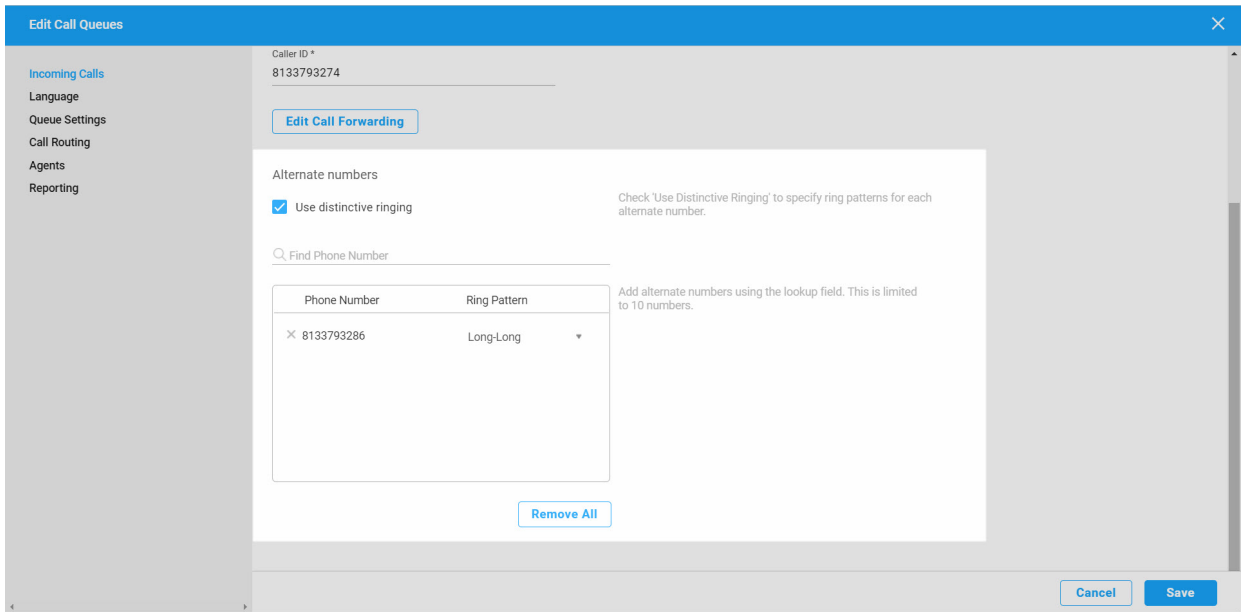 Edit Call Queues
Incoming Calls
Language
Queue Settings
Call Routing
Agents
Reporting
Caller ID *
8133793274
Edit Call Forwarding
Alternate numbers
Use distinctive ringing
Check 'Use Distinctive Ringing' to specify ring patterns for each
alternate number.
Find Phone Number
Add alternate numbers using the lookup field. This is limited
to 10 numbers.
Phone Number Ring Pattern
8133793286 Long-Long
Remove All
Cancel Save